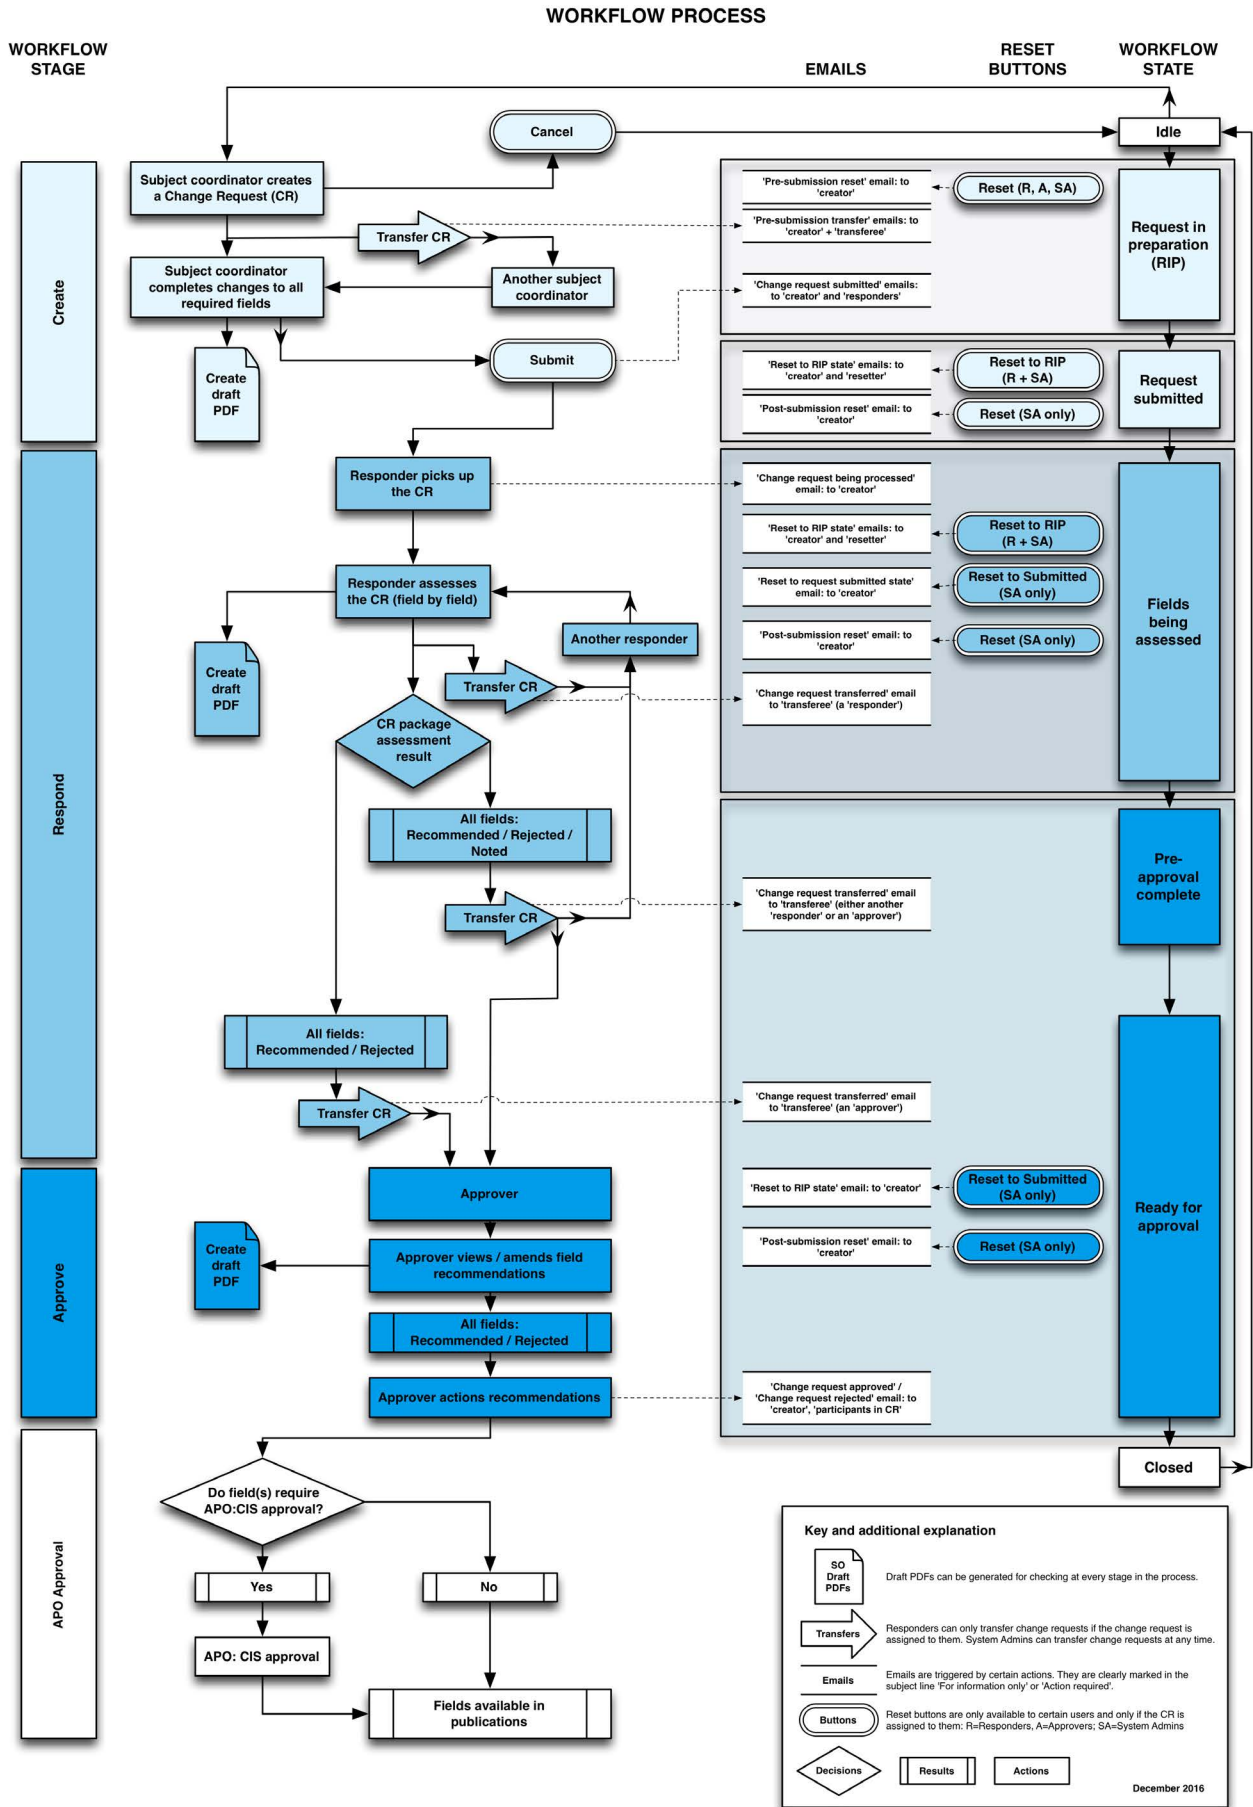 WORKFLOW PROCESS
WORKFLOW
STAGE
EMAILS
RESET
BUTTONS
WORKFLOW
STATE
Cancel
Idle
Create
Subject coordinator creates
a Change Request (CR)
'Pre-submission reset' email: to
'creator'
Reset (R, A, SA)
Transfer CR
'Pre-submission transfer' emails: to
'creator' + 'transferee'
Request in
preparation
(RIP)
Subject coordinator
completes changes to all
required fields
Another subject
coordinator
'Change request submitted' emails:
to 'creator' and 'responders'
Create
draft
PDF
Submit
'Reset to RIP state' emails: to
'creator' and 'resetter'
Reset to RIP
(R + SA)
Request
submitted
'Post-submission reset' email: to
'creator'
Reset (SA only)
Respond
Responder picks up
the CR
'Change request being processed'
email: to 'creator'
'Reset to RIP state' emails: to
'creator' and 'resetter'
Reset to RIP
(R + SA)
Responder assesses
the CR (field by field)
'Reset to request submitted state'
email: to 'creator'
Reset to Submitted
(SA only)
Fields
being
assessed
Another responder
'Post-submission reset' email: to
'creator'
Reset (SA only)
Create
draft
PDF
Transfer CR
'Change request transferred' email
to 'transferee' (a 'responder')
CR package
assessment
result
All fields:
Recommended / Rejected /
Noted
Pre-
approval
complete
Transfer CR
'Change request transferred' email
to 'transferee' (either another
'responder' or an 'approver')
All fields:
Recommended / Rejected
Transfer CR
'Change request transferred' email
to 'transferee' (an 'approver')
Approve
Approver
'Reset to RIP state' email: to 'creator'
Reset to Submitted
(SA only)
Ready for
approval
Create
draft
PDF
Approver views / amends field
recommendations
'Post-submission reset' email: to
'creator'
Reset (SA only)
All fields:
Recommended / Rejected
Approver actions recommendations
'Change request approved' /
'Change request rejected' email: to
'creator', 'participants in CR'
Closed
APO Approval
Do field(s) require
APO:CIS approval?
Yes
No
APO: CIS approval
Fields available in
publications
Key and additional explanation
SO
Draft
PDFs
Draft PDFs can be generated for checking at every stage in the process.
Transfers
Responders can only transfer change requests if the change request is
assigned to them. System Admins can transfer change requests at any time.
Emails
Emails are triggered by certain actions. They are clearly marked in the
subject line 'For information only' or 'Action required'.
Buttons
Reset buttons are only available to certain users and only if the CR is
assigned to them: R=Responders, A=Approvers; SA=System Admins
Decisions
Results
Actions
December 2016